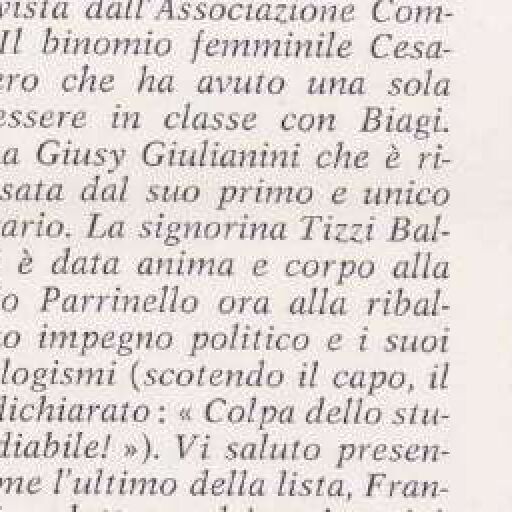 vista dall'Associazione Com-
Il binomio femminile Cesa-
ero che ha avuto una sola
essere in classe con Biagi.
a Giusy Giulianini che è ri-
sata dal suo primo e unico
ario. La signorina Tizzi Bal-
è data anima e corpo alla
o Parrinello ora alla ribal-
to impegno politico e i suoi
logismi (scotendo il capo, il
dichiarato: « Colpa dello stu-
diabile! »). Vi saluto presen-
me l'ultimo della lista, Fran-